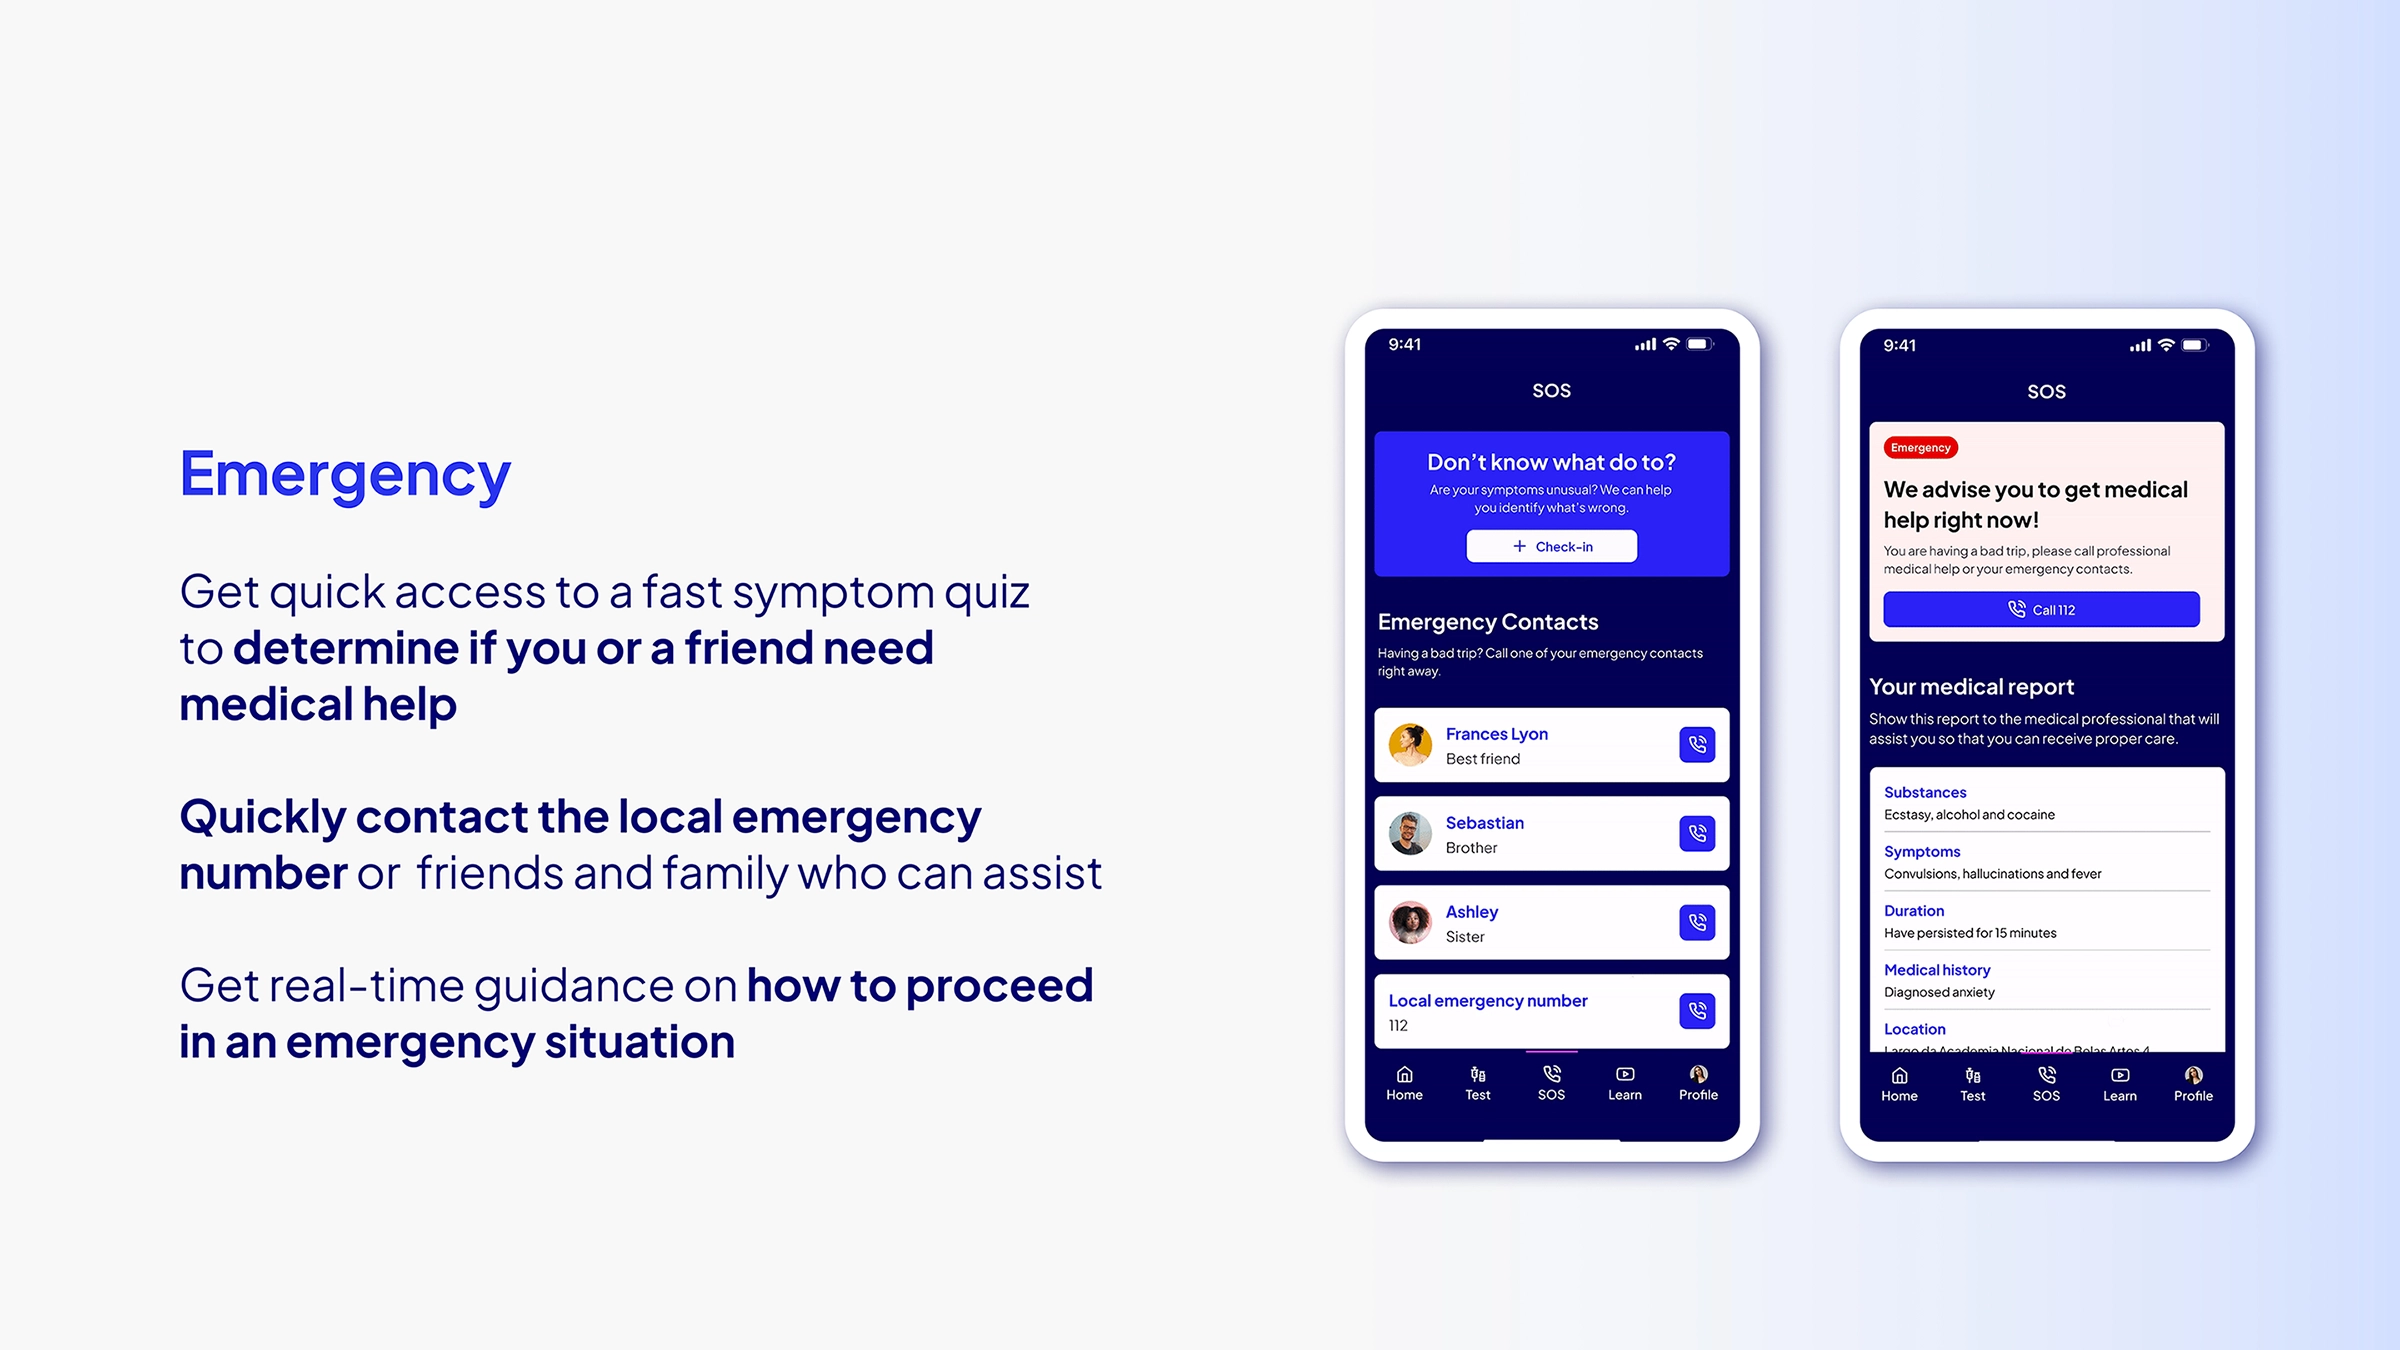 Emergency
Get quick access to a fast symptom quiz
to determine if you or a friend need
medical help
Quickly contact the local emergency
number or friends and family who can assist
Get real-time guidance on how to proceed
in an emergency situation
9:41
SOS
Don't know what do to?
Are your symptoms unusual? We can help
you identify what's wrong.
+ Check-in
Emergency Contacts
Having a bad trip? Call one of your emergency contacts
right away.
Frances Lyon
Best friend
Sebastian
Brother
Ashley
Sister
Local emergency number
112
Home
Test
SOS
Learn
Profile
9:41
SOS
Emergency
We advise you to get medical
help right now!
You are having a bad trip, please call professional
medical help or your emergency contacts.
Call 112
Your medical report
Show this report to the medical professional that will
assist you so that you can receive proper care.
Substances
Ecstasy, alcohol and cocaine
Symptoms
Convulsions, hallucinations and fever
Duration
Have persisted for 15 minutes
Medical history
Diagnosed anxiety
Location
Largo da Academia Nacional de Belas Artes 4
Home
Test
SOS
Learn
Profile